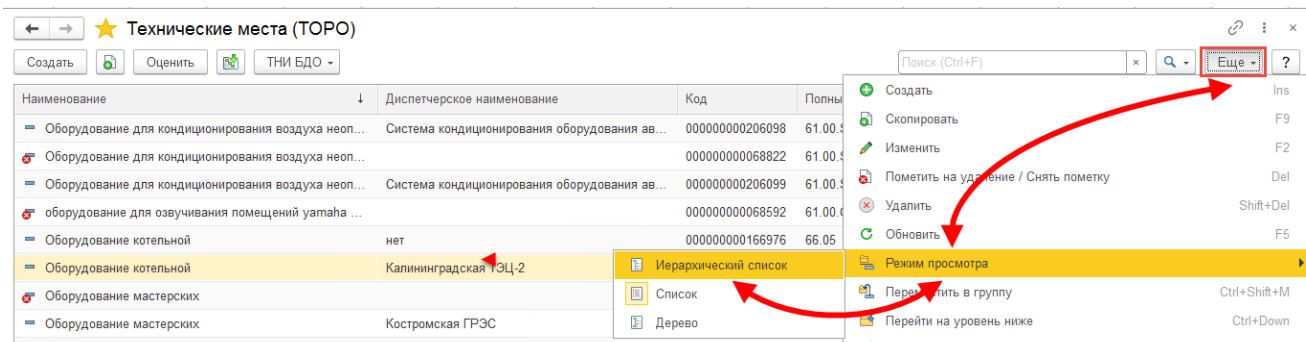 Технические места (ТОРО)
Создать Оценить ТНИ БДО Поиск (Ctrl+F) × Еще ?
Наименование ↓ Диспетчерское наименование Код Полны
Создать Ins
Оборудование для кондиционирования воздуха неоп... Система кондиционирования оборудования ав... 000000000206098 61.00.
Скопировать F9
Оборудование для кондиционирования воздуха неоп... 000000000068822 61.00.
Изменить F2
Оборудование для кондиционирования воздуха неоп... Система кондиционирования оборудования ав... 000000000206099 61.00.
Пометить на удаление / Снять пометку Del
оборудование для озвучивания помещений yamaha ... 000000000068592 61.00.
Удалить Shift+Del
Оборудование котельной нет 000000000166976 66.05
Обновить F5
Оборудование котельной Калининградская ТЭЦ-2
Иерархический список
Режим просмотра
Оборудование мастерских
Список
Переместить в группу Ctrl+Shift+M
Оборудование мастерских Костромская ГРЭС
Дерево
Перейти на уровень ниже Ctrl+Down